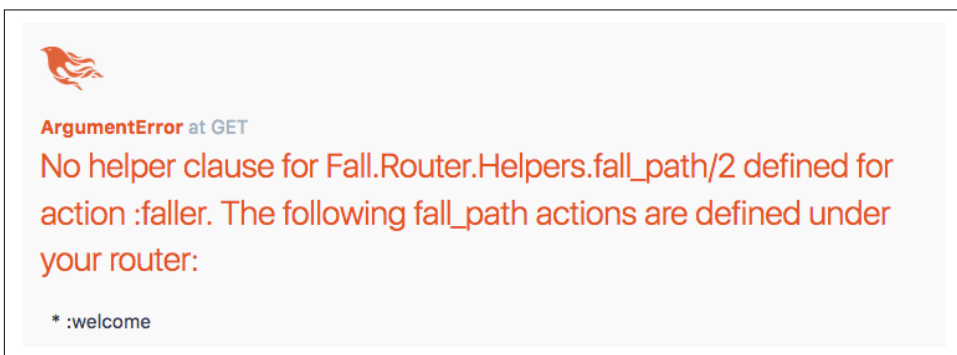 ArgumentError at GET
No helper clause for Fall.Router.Helpers.fall_path/2 defined for
action :faller. The following fall_path actions are defined under
your router:
* :welcome